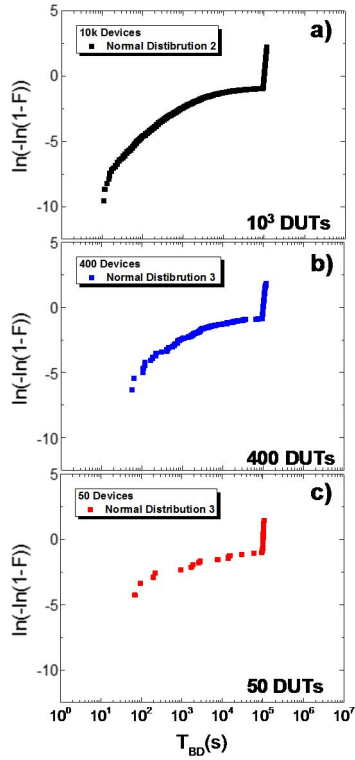 a)
10k Devices
Normal Distibrution 2
ln(-ln(1-F))
0
-5
-10
10³ DUTs
b)
400 Devices
Normal Distibrution 3
ln(-ln(1-F))
5
0
-5
-10
400 DUTs
c)
50 Devices
Normal Distribution 3
ln(-ln(1-F))
5
0
-5
-10
50 DUTs
10⁰ 10¹ 10² 10³ 10⁴ 10⁵ 10⁶ 10⁷
T_BD(s)